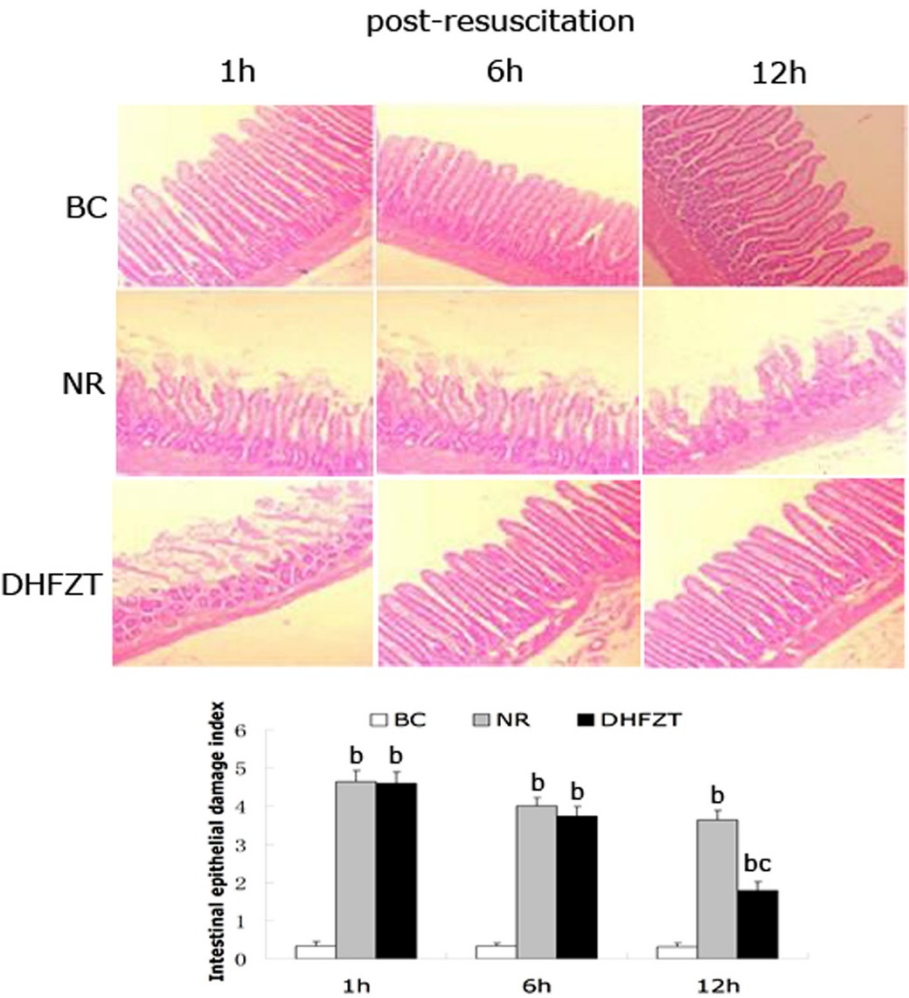 post-resuscitation
1h 6h 12h
BC
NR
DHFZT
Intestinal epithelial damage index
BC NR DHFZT
6
5
4
3
2
1
0
b b
b b
b
bc
1h 6h 12h